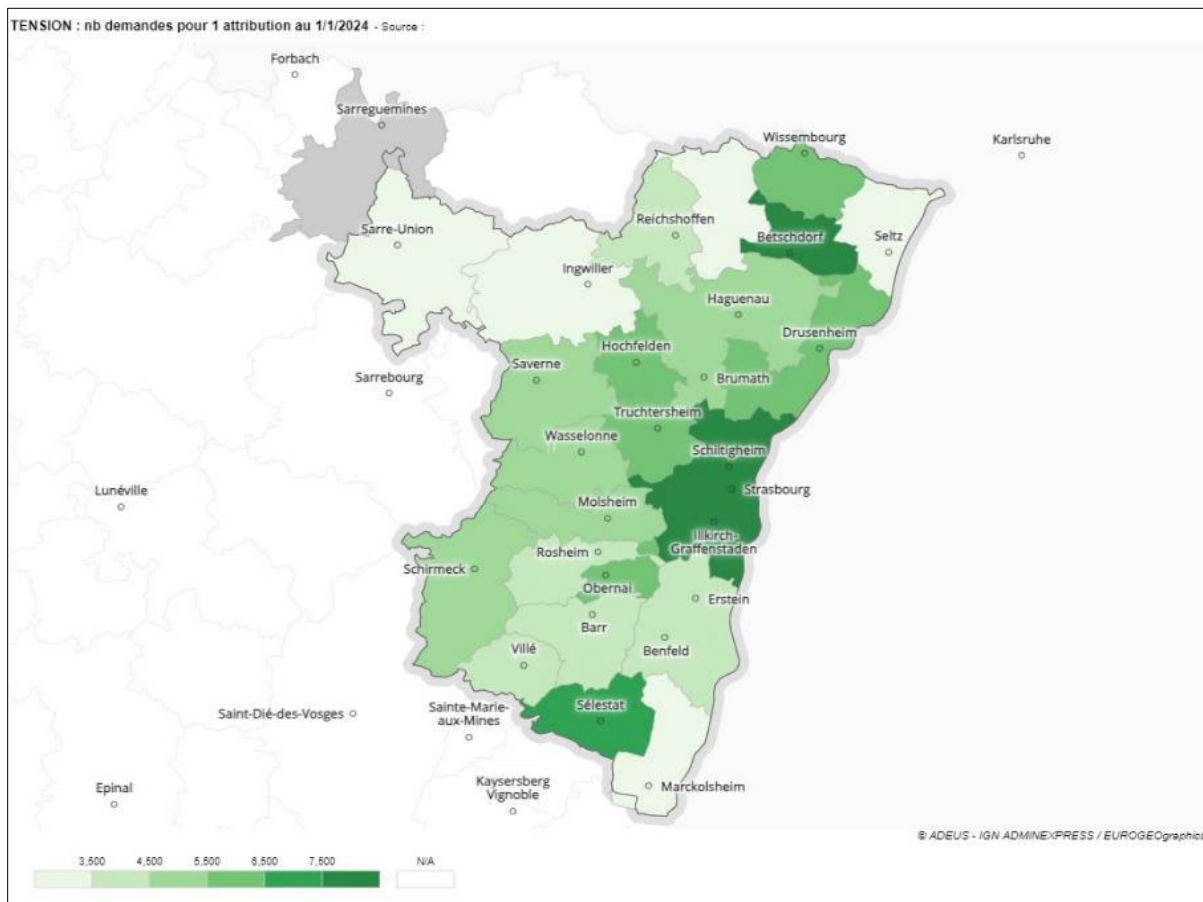 TENSION : nb demandes pour 1 attribution au 1/1/2024 - Source :
Forbach
Sarreguemines
Wissembourg
Karlsruhe
Reichshoffen
Sarre-Union
Betschdorf
Seltz
Ingwiller
Haguenau
Drusenheim
Hochfelden
Saverne
Brumath
Sarrebourg
Truchtersheim
Wasselonne
Schiltigheim
Lunéville
Strasbourg
Molsheim
Illkirch-
Graffenstaden
Rosheim
Schirmeck
Obernai
Erstein
Barr
Benfeld
Villé
Sélestat
Saint-Dié-des-Vosges
Sainte-Marie-
aux-Mines
Epinal
Kaysersberg
Vignoble
Marckolsheim
© ADEUS - IGN ADMINEXPRESS / EUROGEOgraphics
3,500 4,500 5,500 6,500 7,500 N/A